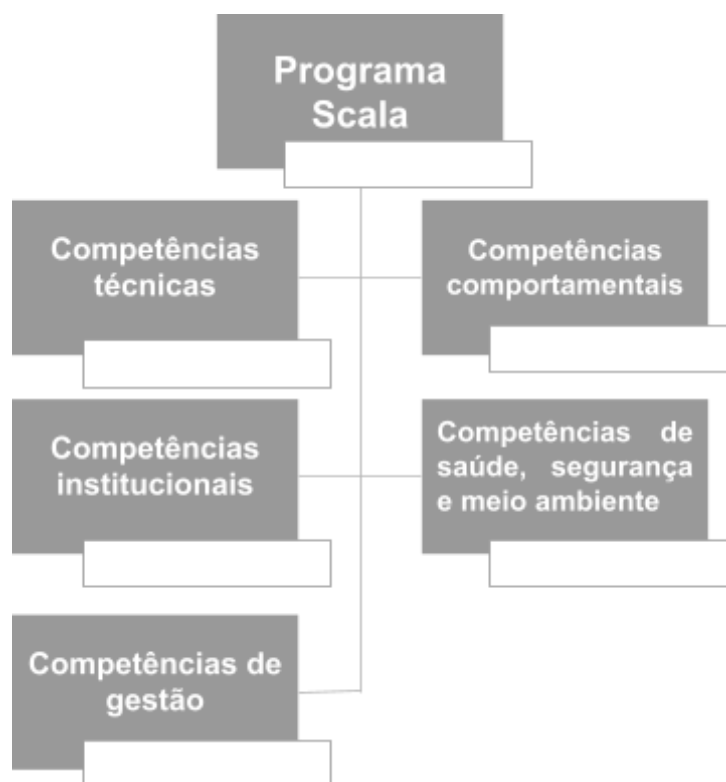 Programa
Scala
Competências
técnicas
Competências
comportamentais
Competências
institucionais
Competências de
saúde, segurança
e meio ambiente
Competências de
gestão